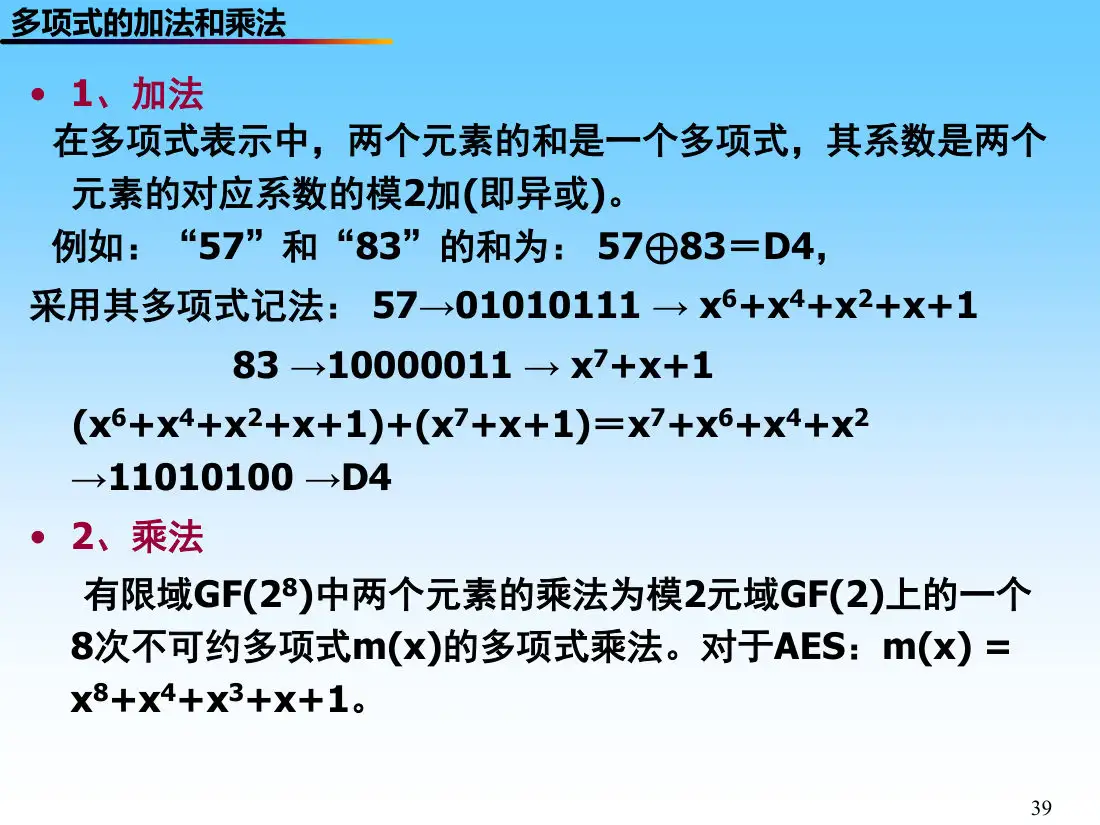 多项式的加法和乘法
• 1、加法
在多项式表示中，两个元素的和是一个多项式，其系数是两个
元素的对应系数的模2加(即异或)。
例如：“57”和“83”的和为： 57⊕83＝D4,
采用其多项式记法： 57→01010111 → x⁶+x⁴+x²+x+1
83 →10000011 → x⁷+x+1
(x⁶+x⁴+x²+x+1)+(x⁷+x+1)＝x⁷+x⁶+x⁴+x²
→11010100 →D4
• 2、乘法
有限域GF(2⁸)中两个元素的乘法为模2元域GF(2)上的一个
8次不可约多项式m(x)的多项式乘法。对于AES：m(x) =
x⁸+x⁴+x³+x+1。
39